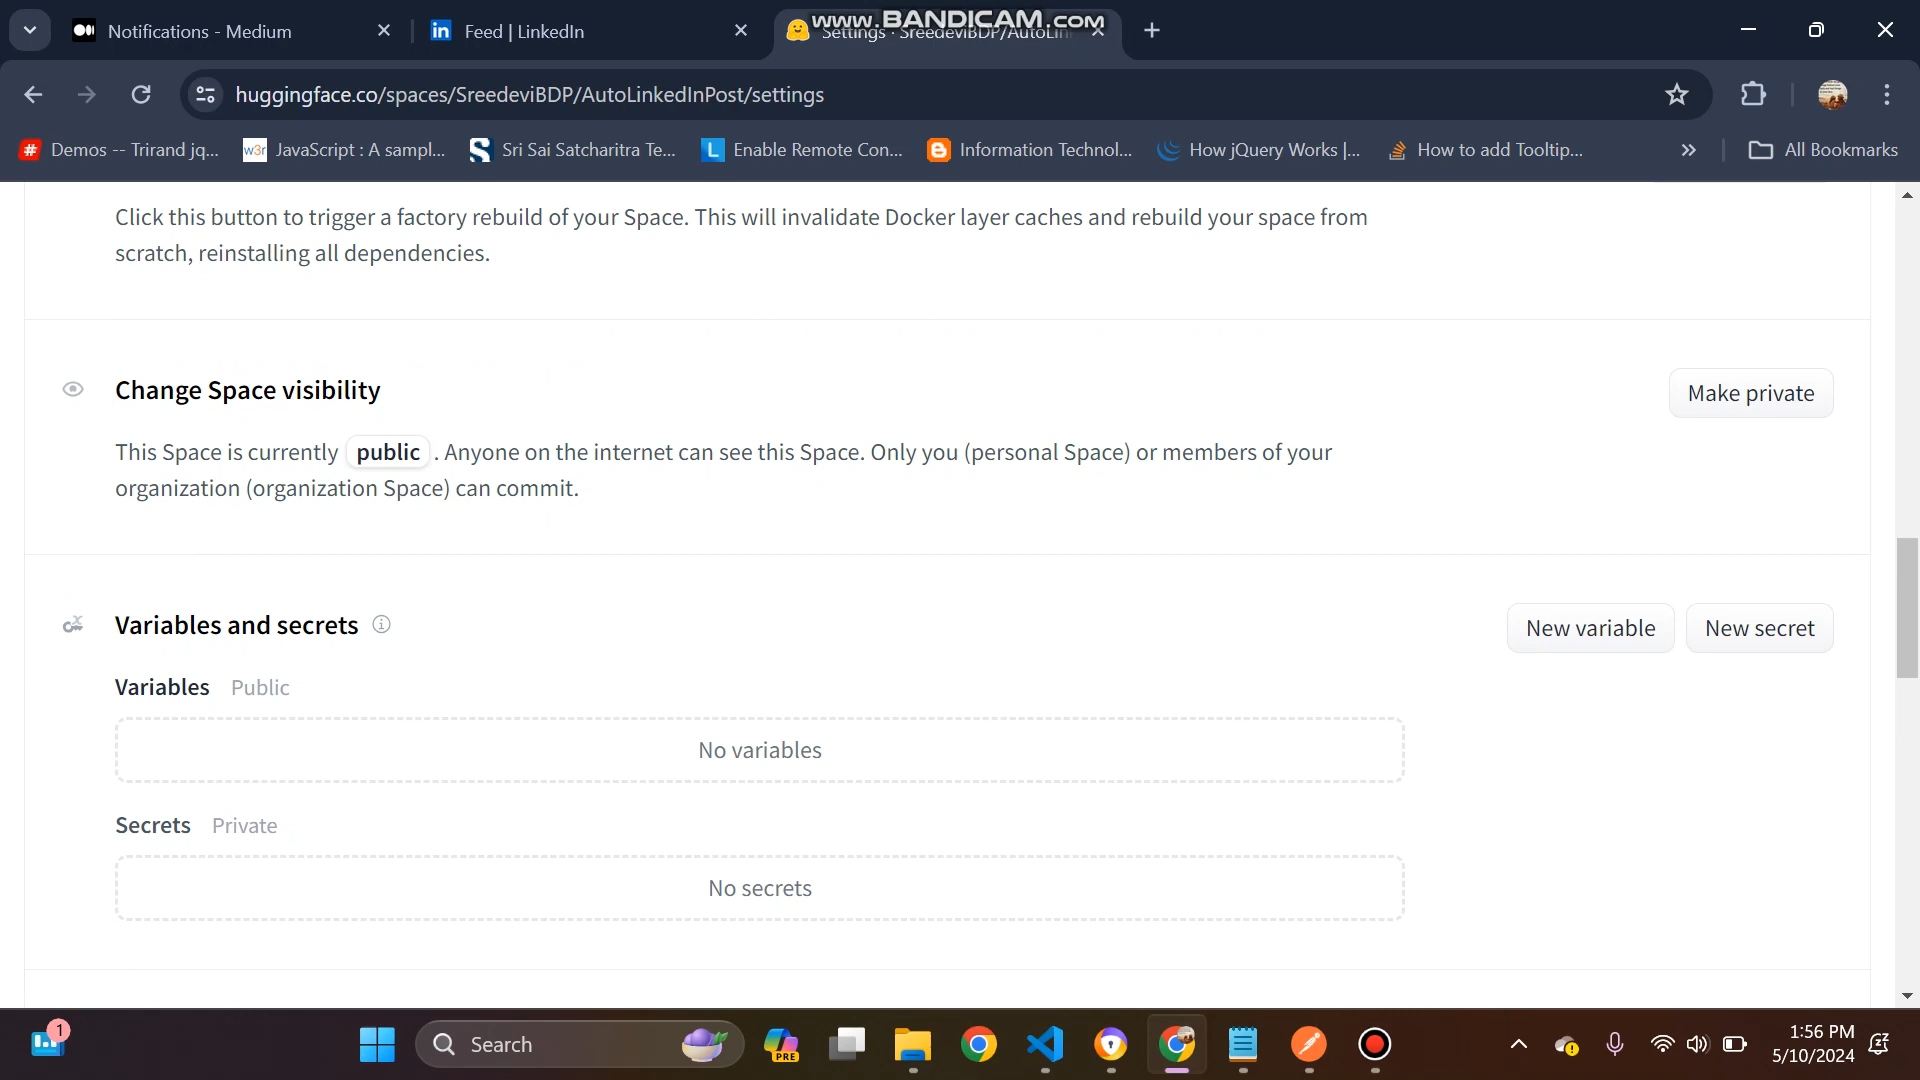 Notifications - Medium
Feed | LinkedIn
www.BANDICAM.com
Settings · SreedeviBDP/AutoLin
huggingface.co/spaces/SreedeviBDP/AutoLinkedInPost/settings
Demos -- Trirand jq...
w3r
JavaScript : A sampl...
Sri Sai Satcharitra Te...
L
Enable Remote Con...
Information Technol...
How jQuery Works |...
How to add Tooltip...
»
All Bookmarks
Click this button to trigger a factory rebuild of your Space. This will invalidate Docker layer caches and rebuild your space from
scratch, reinstalling all dependencies.
Change Space visibility
Make private
This Space is currently public . Anyone on the internet can see this Space. Only you (personal Space) or members of your
organization (organization Space) can commit.
Variables and secrets
New variable
New secret
Variables Public
No variables
Secrets Private
No secrets
1
Search
PRE
1:56 PM
5/10/2024